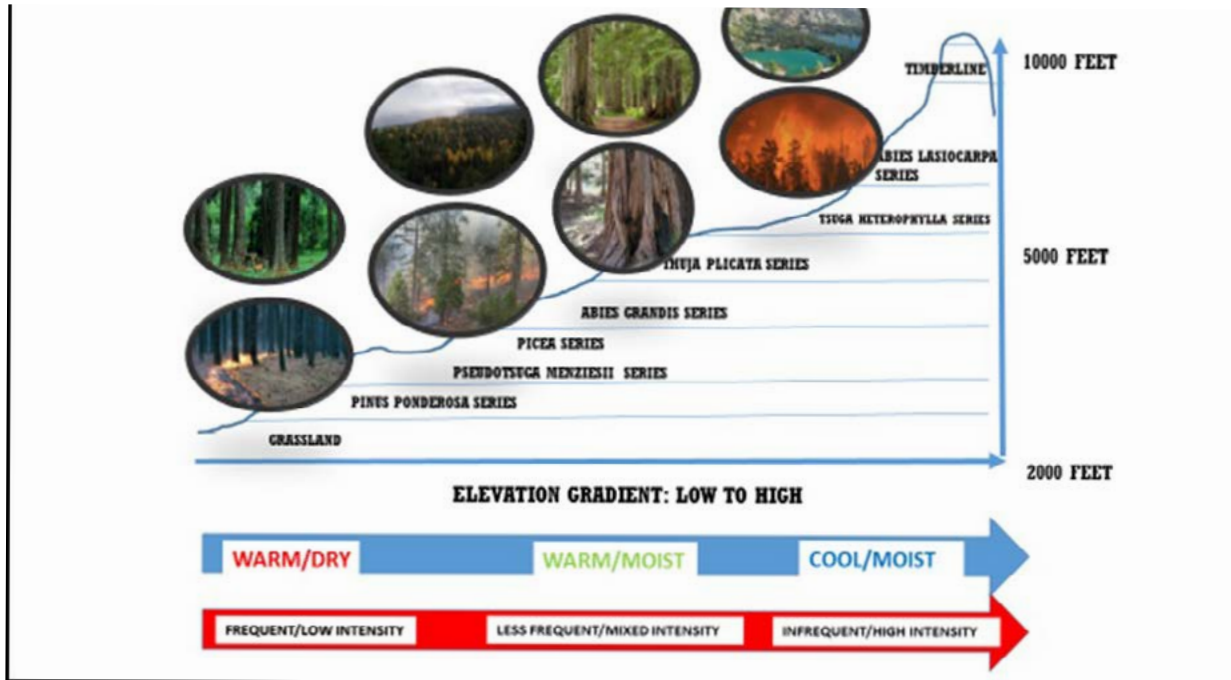 10000 FEET
TIMBERLINE
ABIES LASIOCARPA
SERIES
TSUGA HETEROPHYLLA SERIES
5000 FEET
THUJA PLICATA SERIES
ABIES GRANDIS SERIES
PICEA SERIES
PSEUDOTSUGA MENZIESII SERIES
PINUS PONDEROSA SERIES
GRASSLAND
2000 FEET
ELEVATION GRADIENT: LOW TO HIGH
WARM/DRY WARM/MOIST COOL/MOIST
FREQUENT/LOW INTENSITY LESS FREQUENT/MIXED INTENSITY INFREQUENT/HIGH INTENSITY